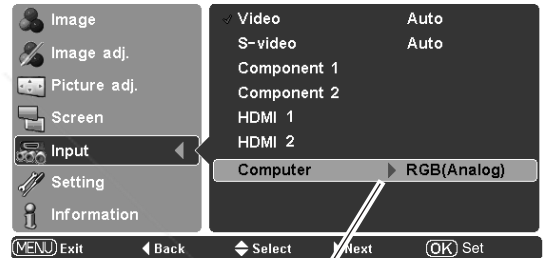 Image
Image adj.
Picture adj.
Screen
Input
Setting
Information
Video Auto
S-video Auto
Component 1
Component 2
HDMI 1
HDMI 2
Computer RGB(Analog)
MENU Exit Back Select Next OK Set